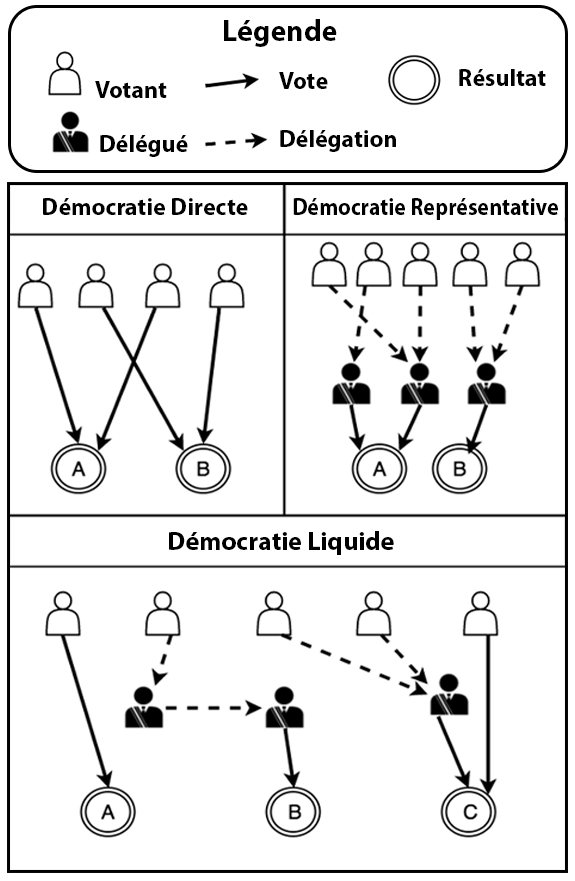 Légende
Votant
Vote
Résultat
Délégué
Délégation
Démocratie Directe
Démocratie Représentative
A
B
A
B
Démocratie Liquide
A
B
C